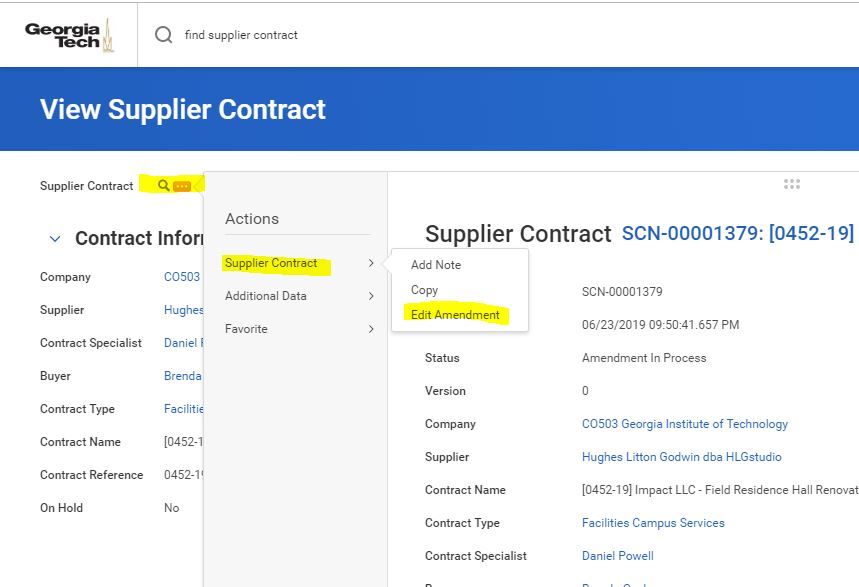 Georgia
Tech
find supplier contract
View Supplier Contract
Supplier Contract
Contract Infor
Company CO503
Supplier Hughes
Contract Specialist Daniel
Buyer Brenda
Contract Type Facilitie
Contract Name [0452-1
Contract Reference 0452-19
On Hold No
Actions
Supplier Contract
Additional Data
Favorite
Add Note
Copy
Edit Amendment
Supplier Contract SCN-00001379: [0452-19]
SCN-00001379
06/23/2019 09:50:41.657 PM
Status Amendment In Process
Version 0
Company CO503 Georgia Institute of Technology
Supplier Hughes Litton Godwin dba HLGstudio
Contract Name [0452-19] Impact LLC - Field Residence Hall Renovat
Contract Type Facilities Campus Services
Contract Specialist Daniel Powell